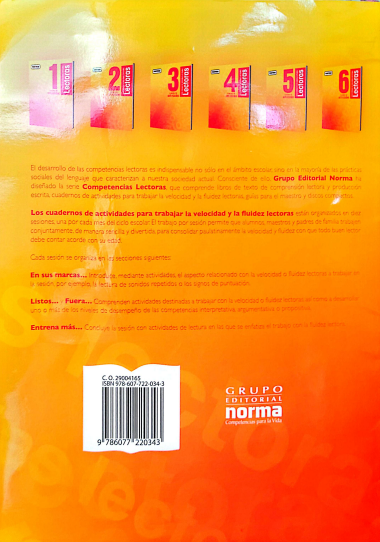 1 Lectoras
2 Lectoras
3 Lectoras
4 Lectoras
5 Lectoras
6 Lectoras
El desarrollo de las competencias lectoras es indispensable no sólo en el ámbito escolar, sino en la mayoría de las prácticas
sociales del lenguaje que caracterizan a nuestra sociedad actual. Consciente de ello, Grupo Editorial Norma ha
diseñado la serie Competencias Lectoras, que comprende libros de texto de comprensión lectora y producción
escrita, cuadernos de actividades para trabajar la velocidad y la fluidez lectoras, guías para el maestro y discos compactos.
Los cuadernos de actividades para trabajar la velocidad y la fluidez lectoras están organizados en
sesiones, una por cada mes del ciclo escolar. El trabajo por sesión permite que alumnos, maestros y padres de familia trabajen
conjuntamente, de manera sencilla y divertida, para consolidar paulatinamente la velocidad y fluidez con que todo buen lector
debe contar acorde con su edad.
Cada sesión se organiza en las secciones siguientes:
En sus marcas... Introduce, mediante actividades, el aspecto relacionado con la velocidad o fluidez lectoras a trabajar en
la sesión, por ejemplo, la lectura de sonidos repetidos o los signos de puntuación.
Listos... Fuera... Comprenden actividades destinadas a trabajar con la velocidad o fluidez lectoras, así como a desarrollar
uno o más de los niveles de desempeño de las competencias interpretativa, argumentativa o propositiva.
Entrena más... Concluye la sesión con actividades de lectura en las que se enfatiza el trabajo con la fluidez
C. O. 29004165
ISBN 978-607-722-034-3
9 786077 220343
GRUPO
EDITORIAL
norma
Competencias para la Vida